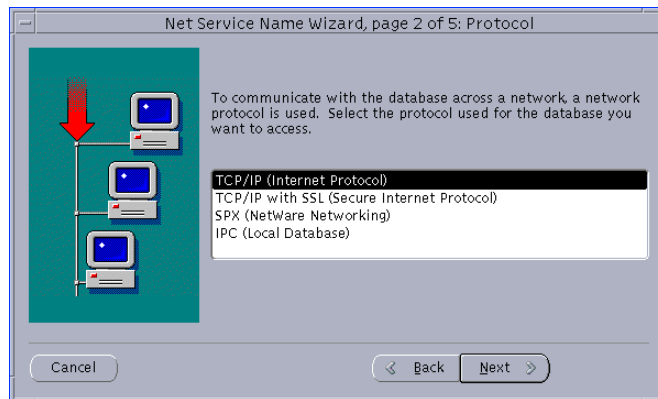 Net Service Name Wizard, page 2 of 5: Protocol
To communicate with the database across a network, a network
protocol is used. Select the protocol used for the database you
want to access.
TCP/IP (Internet Protocol)
TCP/IP with SSL (Secure Internet Protocol)
SPX (NetWare Networking)
IPC (Local Database)
Cancel
Back
Next